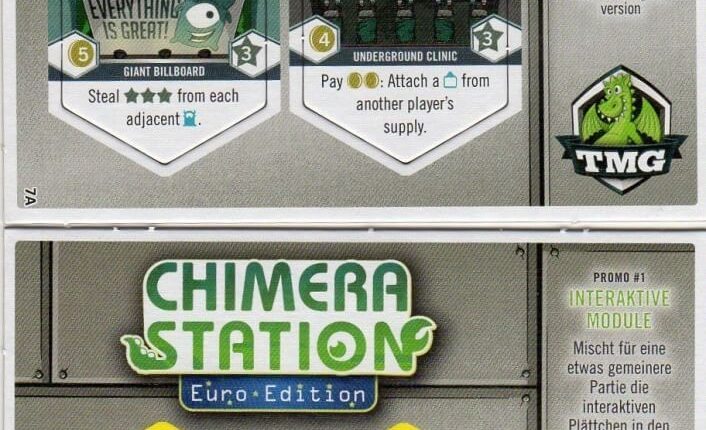 EVERYTHING
IS GREAT!
version
5
3
GIANT BILLBOARD
Steal ★★★ from each
adjacent
4
3
UNDERGROUND CLINIC
Pay : Attach a from
another player's
supply.
TMG
7A
CHIMERA
STATION
Euro Edition
PROMO #1
INTERAKTIVE
MODULE
Mischt für eine
etwas gemeinere
Partie die
interaktiven
Plättchen in den